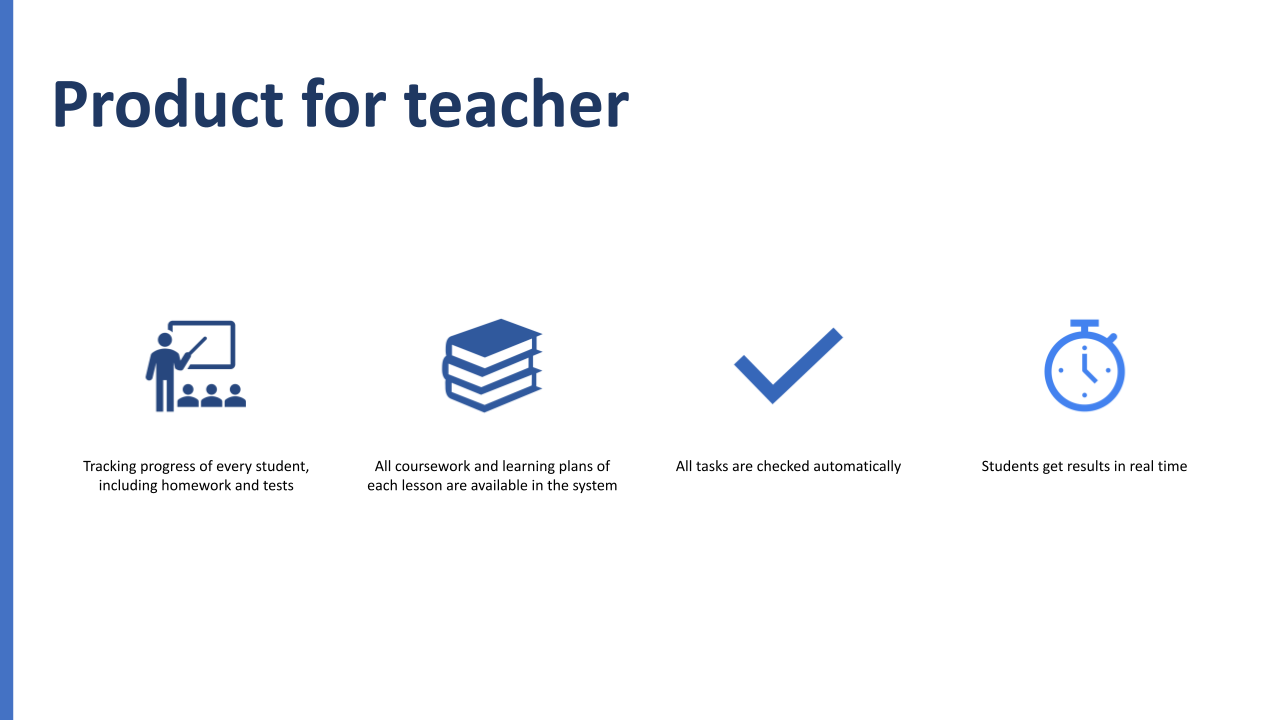 Product for teacher
Tracking progress of every student,
including homework and tests
All coursework and learning plans of
each lesson are available in the system
All tasks are checked automatically
Students get results in real time